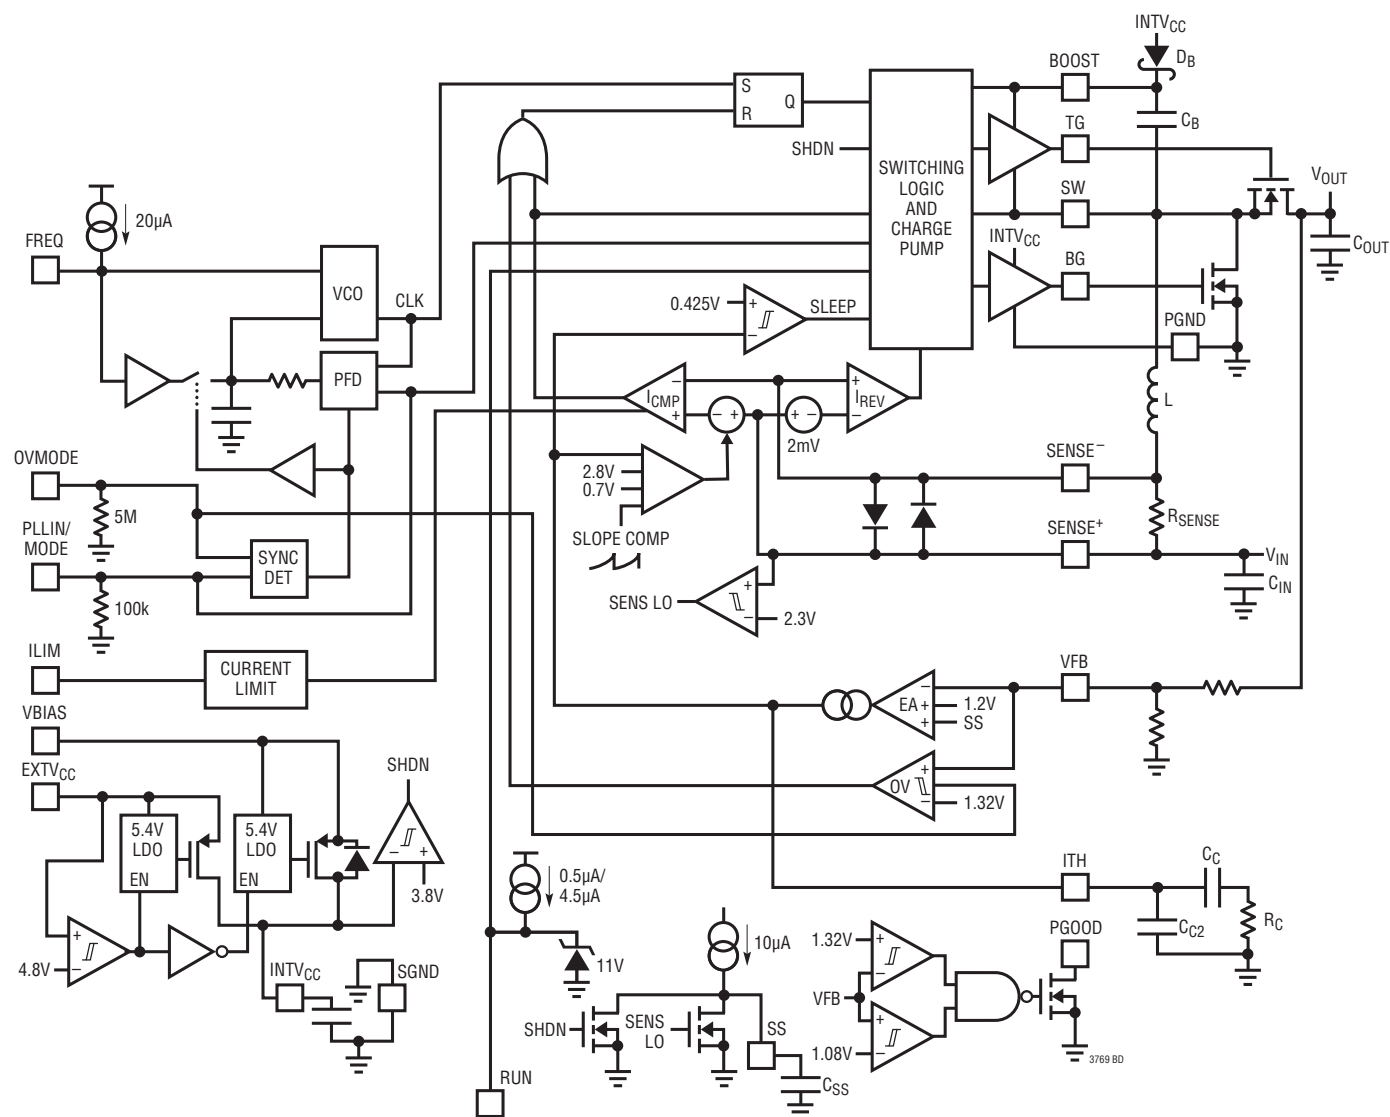 INTVCC
DB
BOOST
CB
TG
S
R
Q
SHDN
SWITCHING
LOGIC
AND
CHARGE
PUMP
SW
VOUT
COUT
20µA
FREQ
VCO
CLK
INTVCC
BG
PGND
0.425V
+
−
SLEEP
PFD
−
ICMP
+
− +
+ −
2mV
+
IREV
−
L
OVMODE
5M
2.8V
0.7V
SLOPE COMP
SENSE−
RSENSE
SENSE+
VIN
CIN
PLLIN/
MODE
SYNC
DET
100k
SENS LO
+
−
2.3V
ILIM
CURRENT
LIMIT
VFB
−
EA +
+
1.2V
SS
VBIAS
EXTVCC
SHDN
+
OV
−
1.32V
5.4V
LDO
EN
5.4V
LDO
EN
−
+
3.8V
+
−
4.8V
0.5µA/
4.5µA
11V
ITH
CC
CC2
RC
INTVCC
SGND
10µA
SHDN
SENS
LO
SS
CSS
1.32V
+
−
VFB
+
1.08V
−
PGOOD
3769 BD
RUN